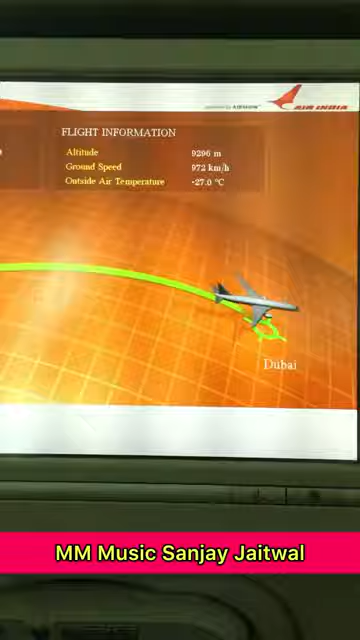 AIR INDIA
FLIGHT INFORMATION
Altitude 9296 m
Ground Speed 972 km/h
Outside Air Temperature -27.0 °C
Dubai
MM Music Sanjay Jaitwal